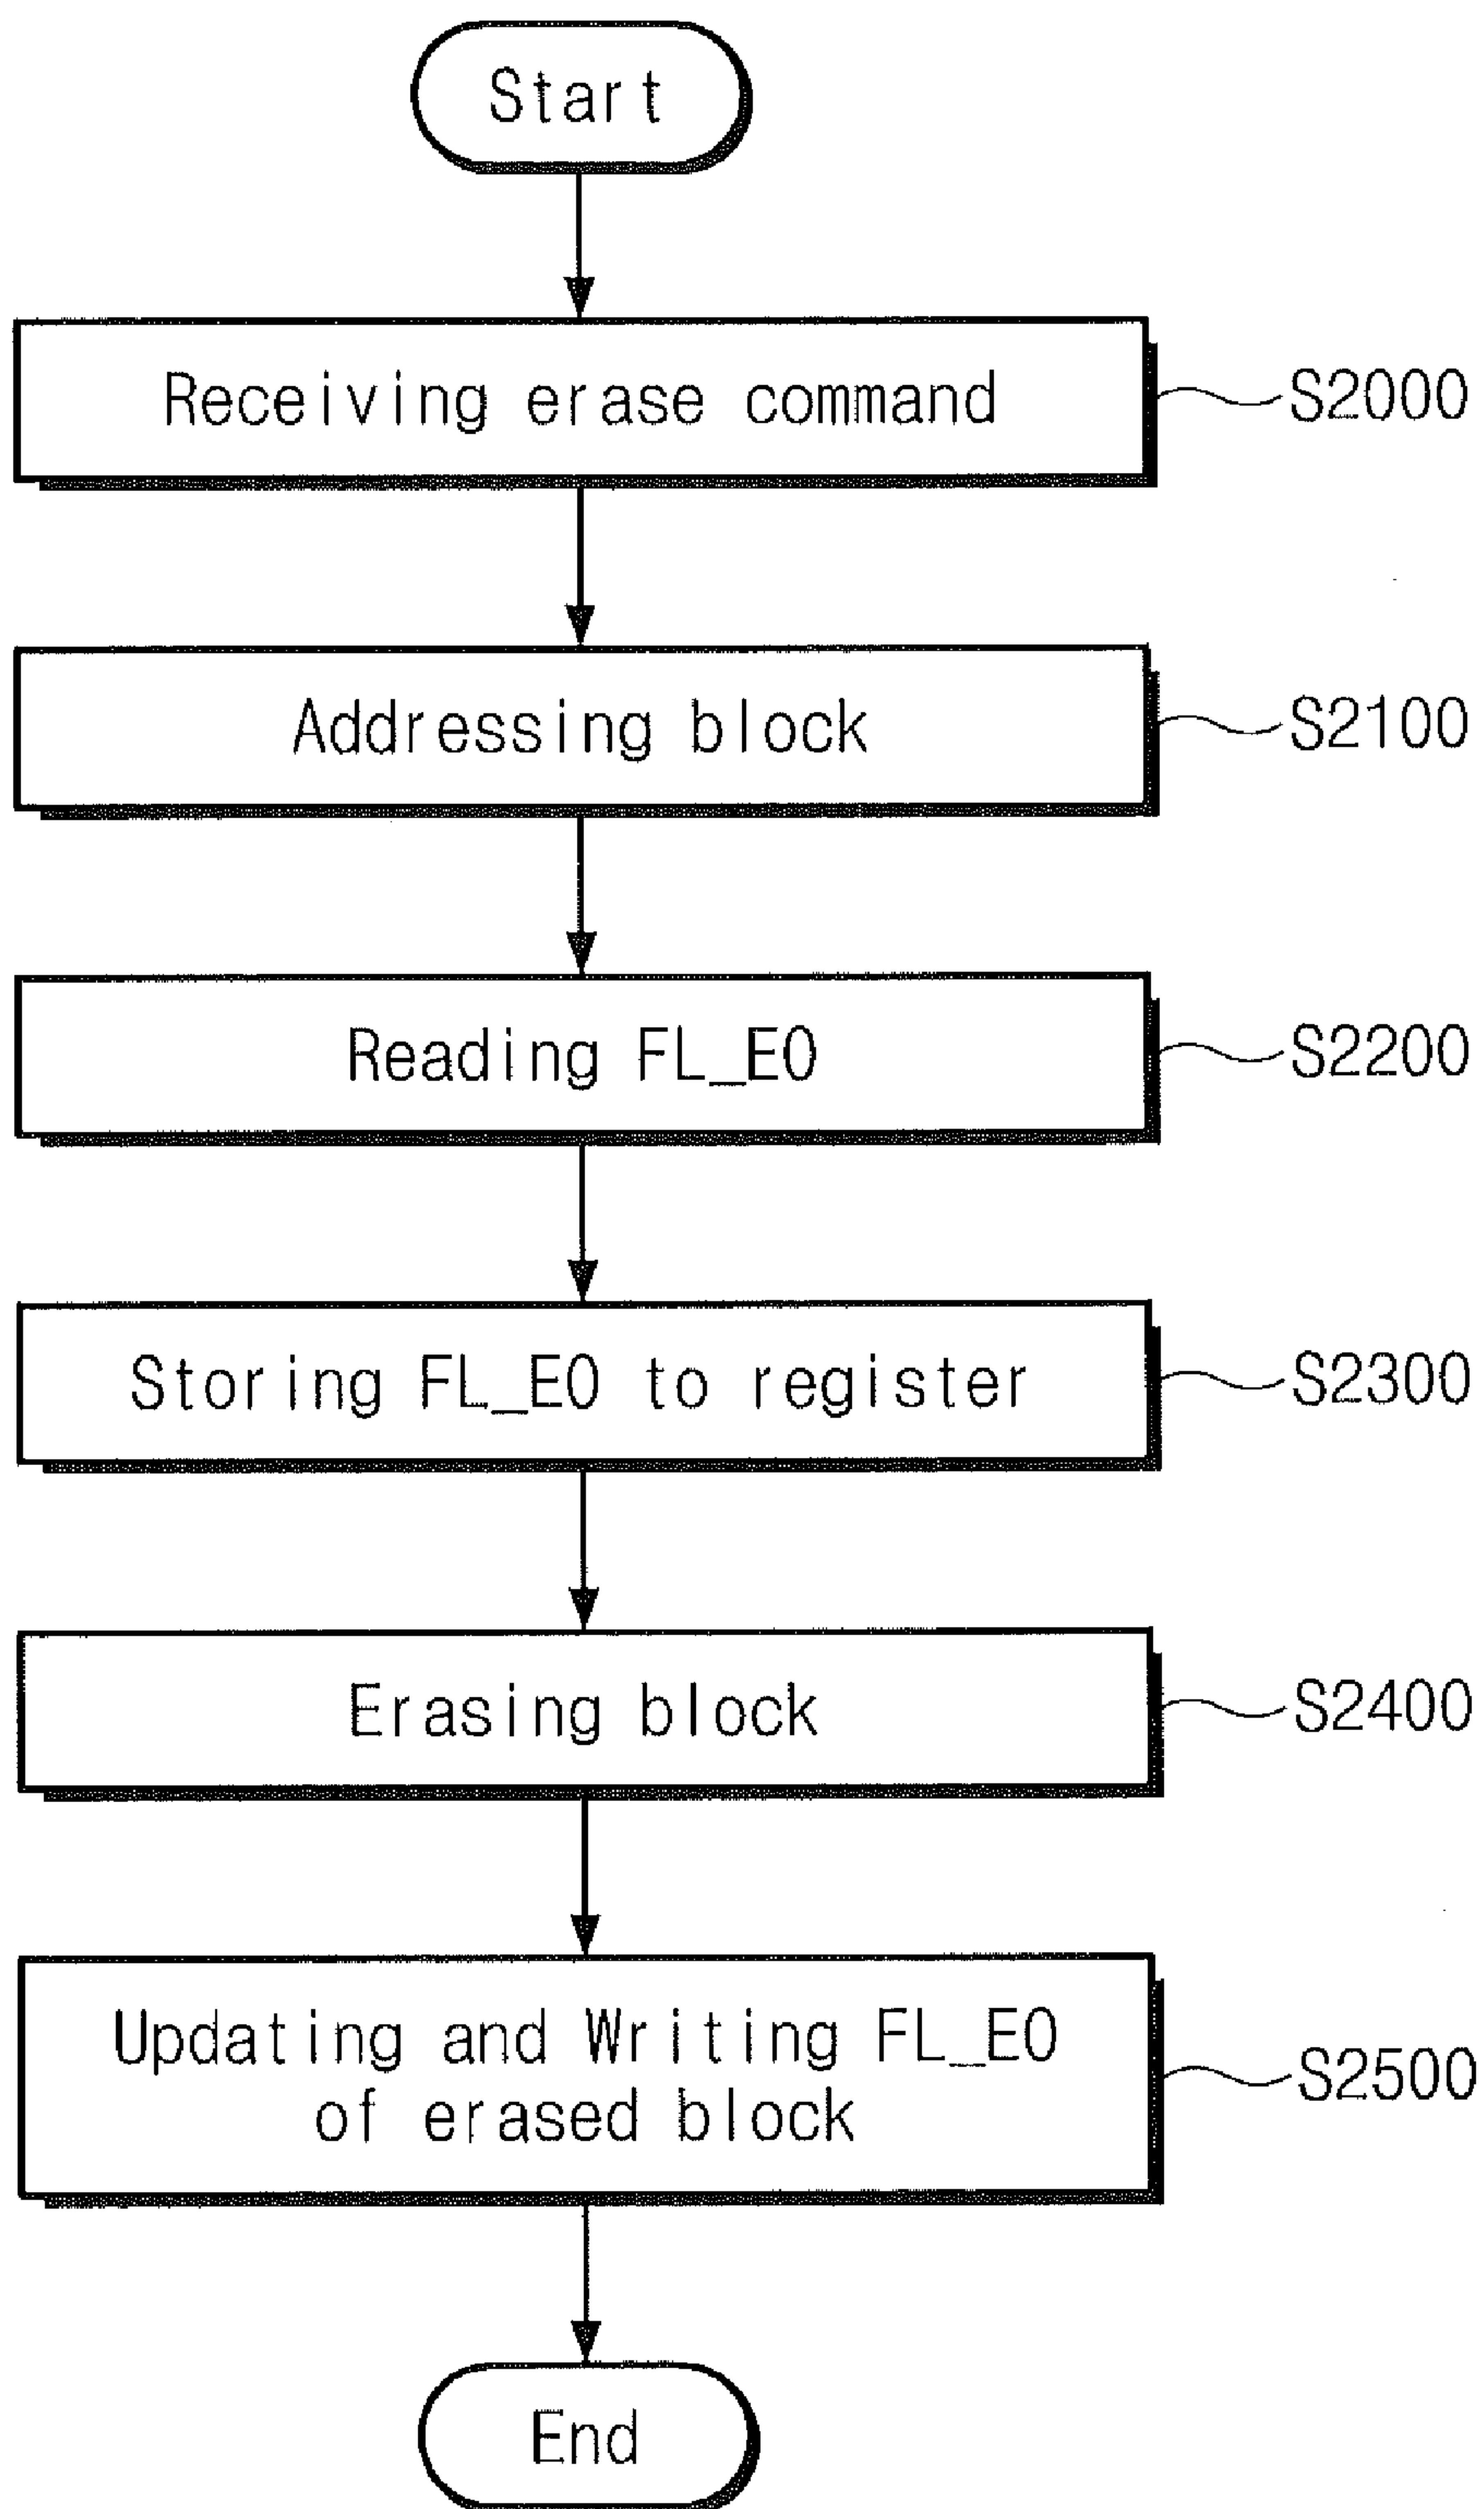 Start
Receiving erase command
S2000
Addressing block
S2100
Reading FL_E0
S2200
Storing FL_E0 to register
S2300
Erasing block
S2400
Updating and Writing FL_E0
of erased block
S2500
End